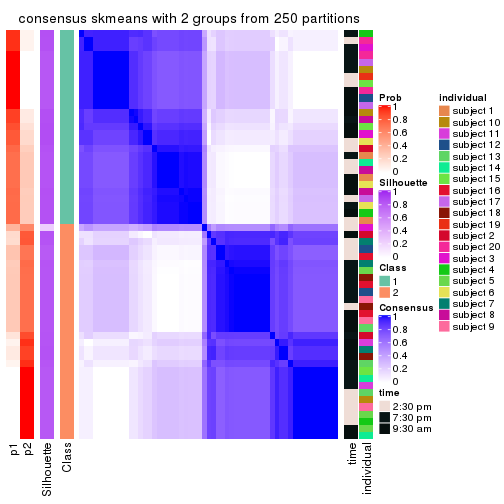 consensus skmeans with 2 groups from 250 partitions
Prob
1
0.8
0.6
0.4
0.2
0
Silhouette
1
0.8
0.6
0.4
0.2
0
Class
1
2
Consensus
1
0.8
0.6
0.4
0.2
0
time
2:30 pm
7:30 pm
9:30 am
individual
subject 1
subject 10
subject 11
subject 12
subject 13
subject 14
subject 15
subject 16
subject 17
subject 18
subject 19
subject 2
subject 20
subject 3
subject 4
subject 5
subject 6
subject 7
subject 8
subject 9
p1
p2
Silhouette
Class
time
individual